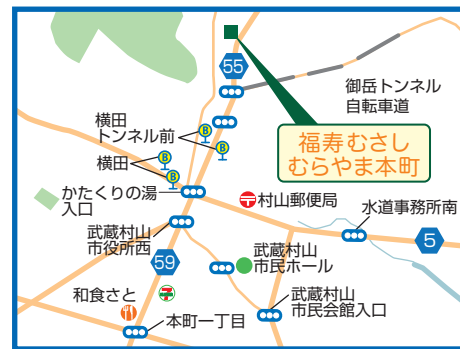 55
御岳トンネル
自転車道
福寿むさし
むらやま本町
横田
トンネル前
B
B
横田
B
B
かたくりの湯
入口
〒村山郵便局
水道事務所南
武蔵村山
市役所西
5
59
武蔵村山
市民ホール
7
和食さと
武蔵村山
市民会館入口
本町一丁目